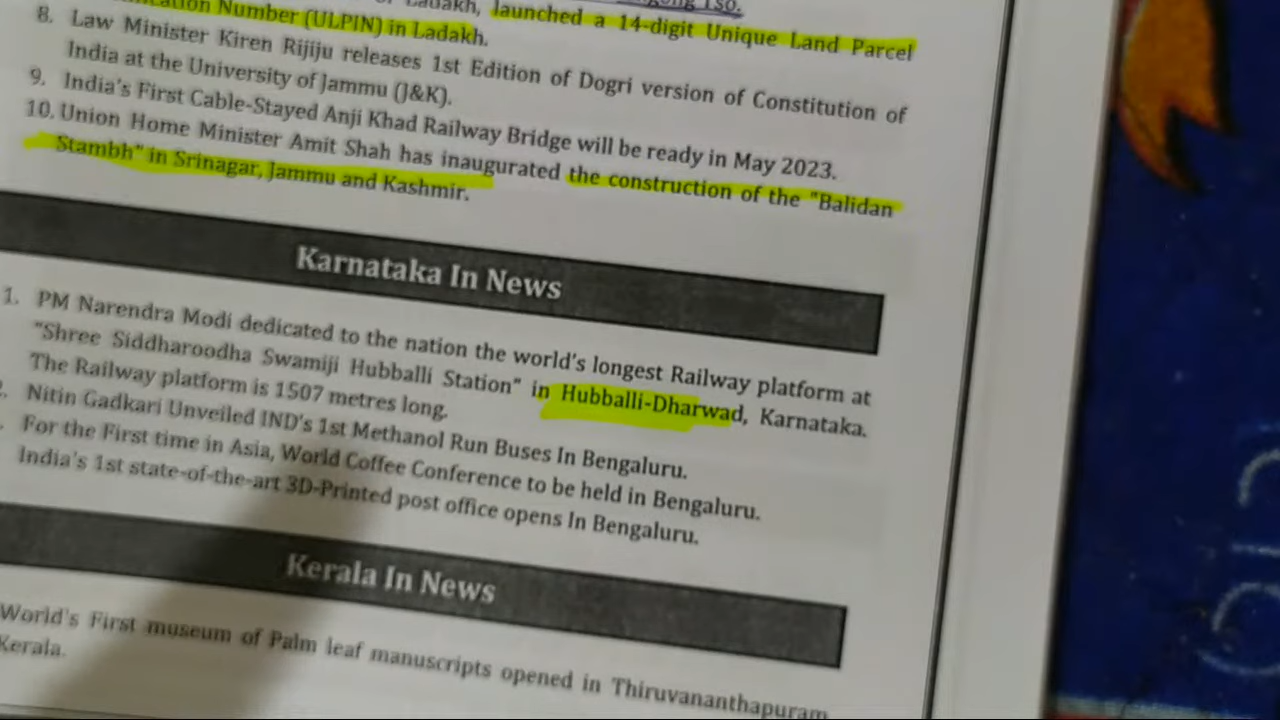 Ladakh, launched a 14-digit Unique Land Parcel
Number (ULPIN) in Ladakh.
8. Law Minister Kiren Rijiju releases 1st Edition of Dogri version of Constitution of
India at the University of Jammu (J&K).
9. India's First Cable-Stayed Anji Khad Railway Bridge will be ready in May 2023.
10. Union Home Minister Amit Shah has inaugurated the construction of the "Balidan
Stambh" in Srinagar, Jammu and Kashmir.
Karnataka In News
1. PM Narendra Modi dedicated to the nation the world's longest Railway platform at
"Shree Siddharoodha Swamiji Hubballi Station" in Hubballi-Dharwad, Karnataka.
The Railway platform is 1507 metres long.
Nitin Gadkari Unveiled IND's 1st Methanol Run Buses In Bengaluru.
For the First time in Asia, World Coffee Conference to be held in Bengaluru.
India's 1st state-of-the-art 3D-Printed post office opens In Bengaluru.
Kerala In News
World's First museum of Palm leaf manuscripts opened in Thiruvananthapuram
Kerala.